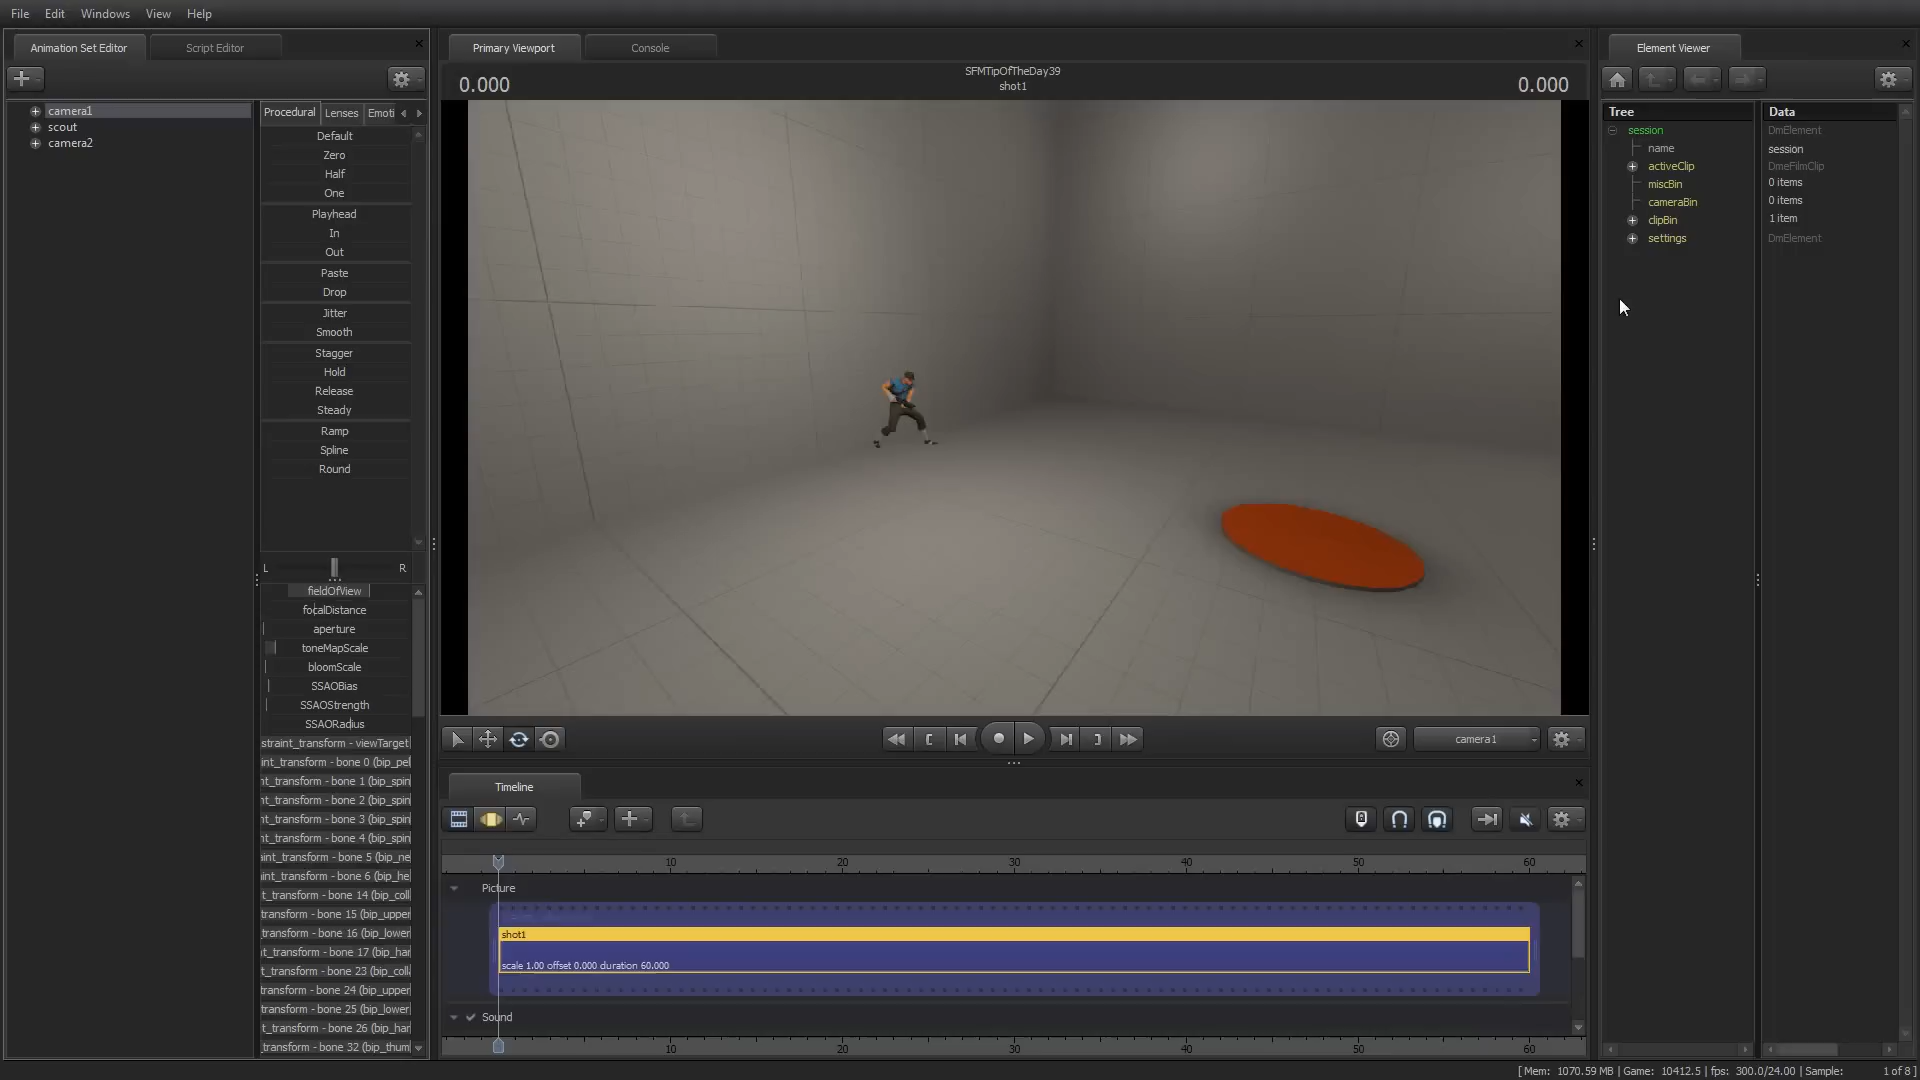 File Edit Windows View Help
Animation Set Editor
Script Editor
camera1
scout
camera2
Procedural Lenses Emoti
Default
Zero
Half
One
Playhead
In
Out
Paste
Drop
Jitter
Smooth
Stagger
Hold
Release
Steady
Ramp
Spline
Round
L R
fieldOfView
focalDistance
aperture
toneMapScale
bloomScale
SSAOBias
SSAOStrength
SSAORadius
straint_transform - viewTarget
int_transform - bone 0 (bip_pel
nt_transform - bone 1 (bip_spin
nt_transform - bone 2 (bip_spin
nt_transform - bone 3 (bip_spin
nt_transform - bone 4 (bip_spin
aint_transform - bone 5 (bip_ne
int_transform - bone 6 (bip_he
t_transform - bone 14 (bip_coll
transform - bone 15 (bip_upper
transform - bone 16 (bip_lower
t_transform - bone 17 (bip_han
t_transform - bone 23 (bip_coll
transform - bone 24 (bip_upper
transform - bone 25 (bip_lower
t_transform - bone 26 (bip_han
_transform - bone 32 (bip_thum
Primary Viewport
Console
0.000
SFMTipOfTheDay39
shot1
0.000
camera1
Timeline
10 20 30 40 50 60
Picture
shot1
scale 1.00 offset 0.000 duration 60.000
Sound
10 20 30 40 50 60
Element Viewer
Tree Data
session DmElement
name session
activeClip DmeFilmClip
miscBin 0 items
cameraBin 0 items
clipBin 1 item
settings DmElement
[ Mem: 1070.59 MB | Game: 10412.5 | fps: 300.0/24.00 | Sample: 1 of 8 ]